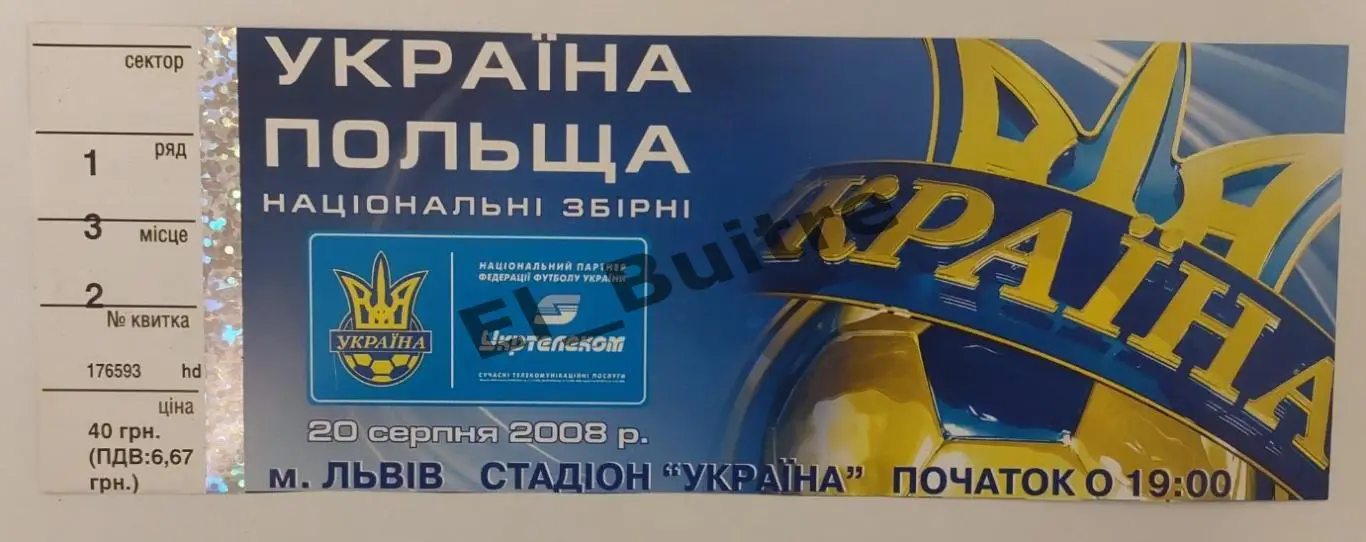 сектор
1 ряд
3 місце
2
№ квитка
176593 hd
ціна
40 грн.
(ПДВ:6,67
грн.)
УКРАЇНА
ПОЛЬЩА
НАЦІОНАЛЬНІ ЗБІРНІ
УКРАЇНА
НАЦІОНАЛЬНИЙ ПАРТНЕР
ФЕДЕРАЦІЇ ФУТБОЛУ УКРАЇНИ
Укртелеком
СУЧАСНІ ТЕЛЕКОМУНІКАЦІЙНІ ПОСЛУГИ
20 серпня 2008 р.
м. ЛЬВІВ СТАДІОН "УКРАЇНА" ПОЧАТОК О 19:00
КРАЇНА
El_Buitre